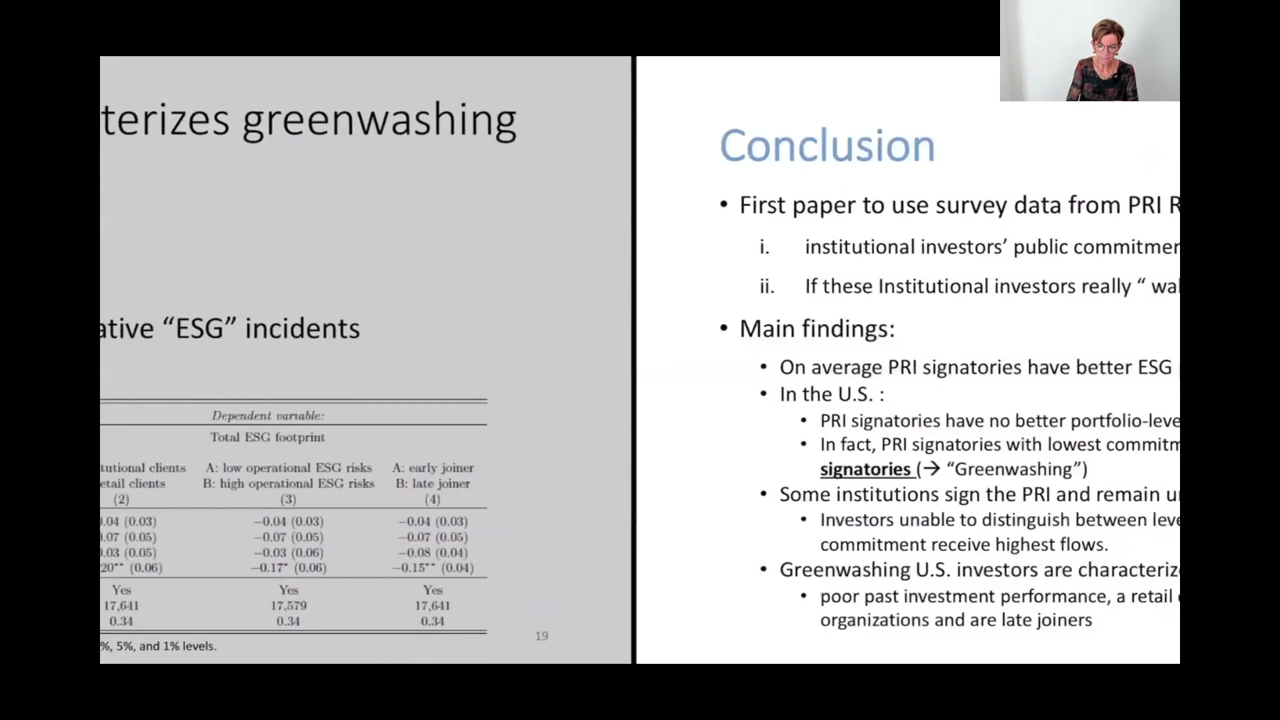 terizes greenwashing
ative “ESG” incidents
Dependent variable:
Total ESG footprint
tutional clients A: low operational ESG risks A: early joiner
etail clients B: high operational ESG risks B: late joiner
(2) (3) (4)
.04 (0.03) −0.04 (0.03) −0.04 (0.03)
.07 (0.05) −0.07 (0.05) −0.07 (0.05)
.03 (0.05) −0.03 (0.06) −0.08 (0.04)
20** (0.06) −0.17* (0.06) −0.15** (0.04)
Yes Yes Yes
17,641 17,579 17,641
0.34 0.34 0.34
%, 5%, and 1% levels.
19
Conclusion
• First paper to use survey data from PRI R
i. institutional investors’ public commitmen
ii. If these Institutional investors really “ wal
• Main findings:
• On average PRI signatories have better ESG
• In the U.S. :
• PRI signatories have no better portfolio-leve
• In fact, PRI signatories with lowest commitm
signatories (→ “Greenwashing”)
• Some institutions sign the PRI and remain u
• Investors unable to distinguish between leve
commitment receive highest flows.
• Greenwashing U.S. investors are characteriz
• poor past investment performance, a retail
organizations and are late joiners